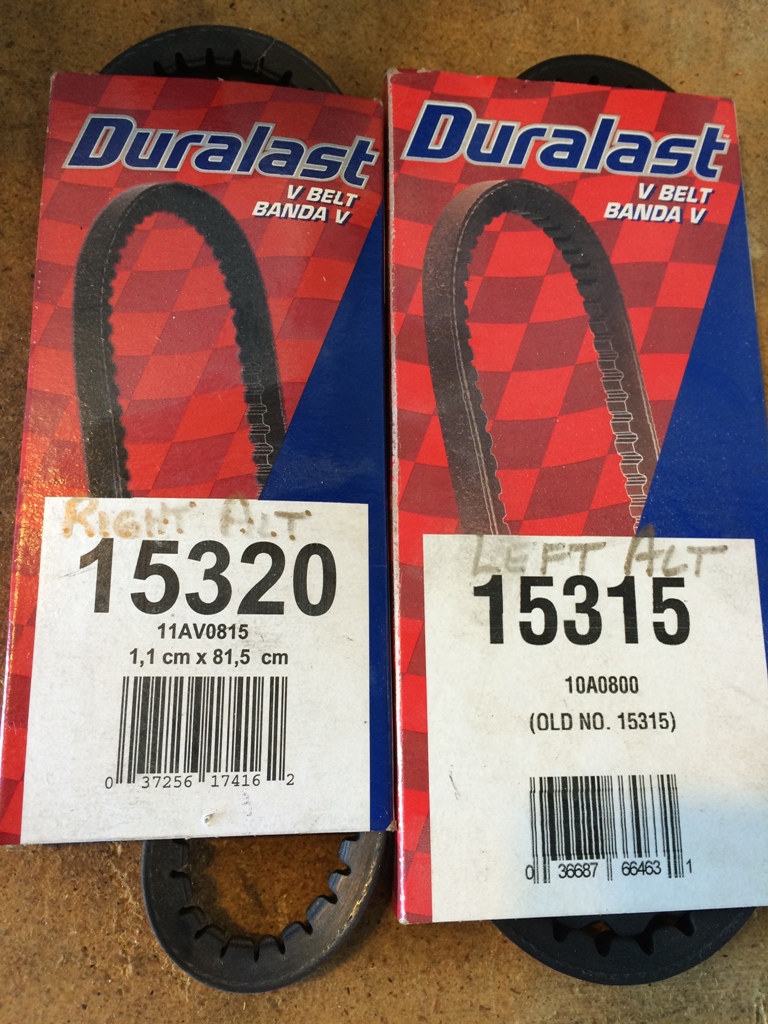 Duralast
V BELT
BANDA V
RIGHT ALT
15320
11AV0815
1,1 cm x 81,5 cm
0 37256 17416 2
Duralast
V BELT
BANDA V
LEFT ALT
15315
10A0800
(OLD NO. 15315)
0 36687 66463 1